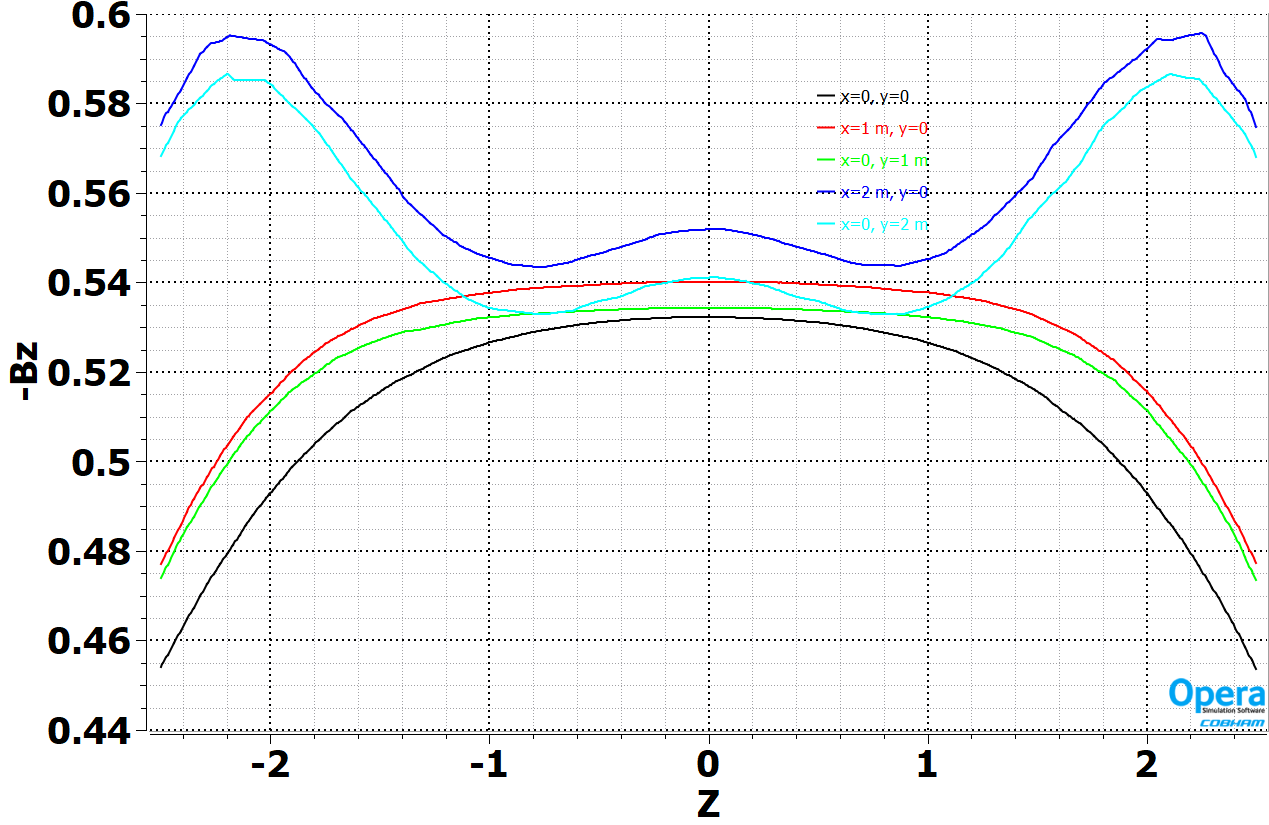 0.6
0.58
0.56
0.54
0.52
0.5
0.48
0.46
0.44
-Bz
x=0, y=0
x=1 m, y=0
x=0, y=1 m
x=2 m, y=0
x=0, y=2 m
Opera
Simulation Software
COBHAM
-2 -1 0 1 2
Z